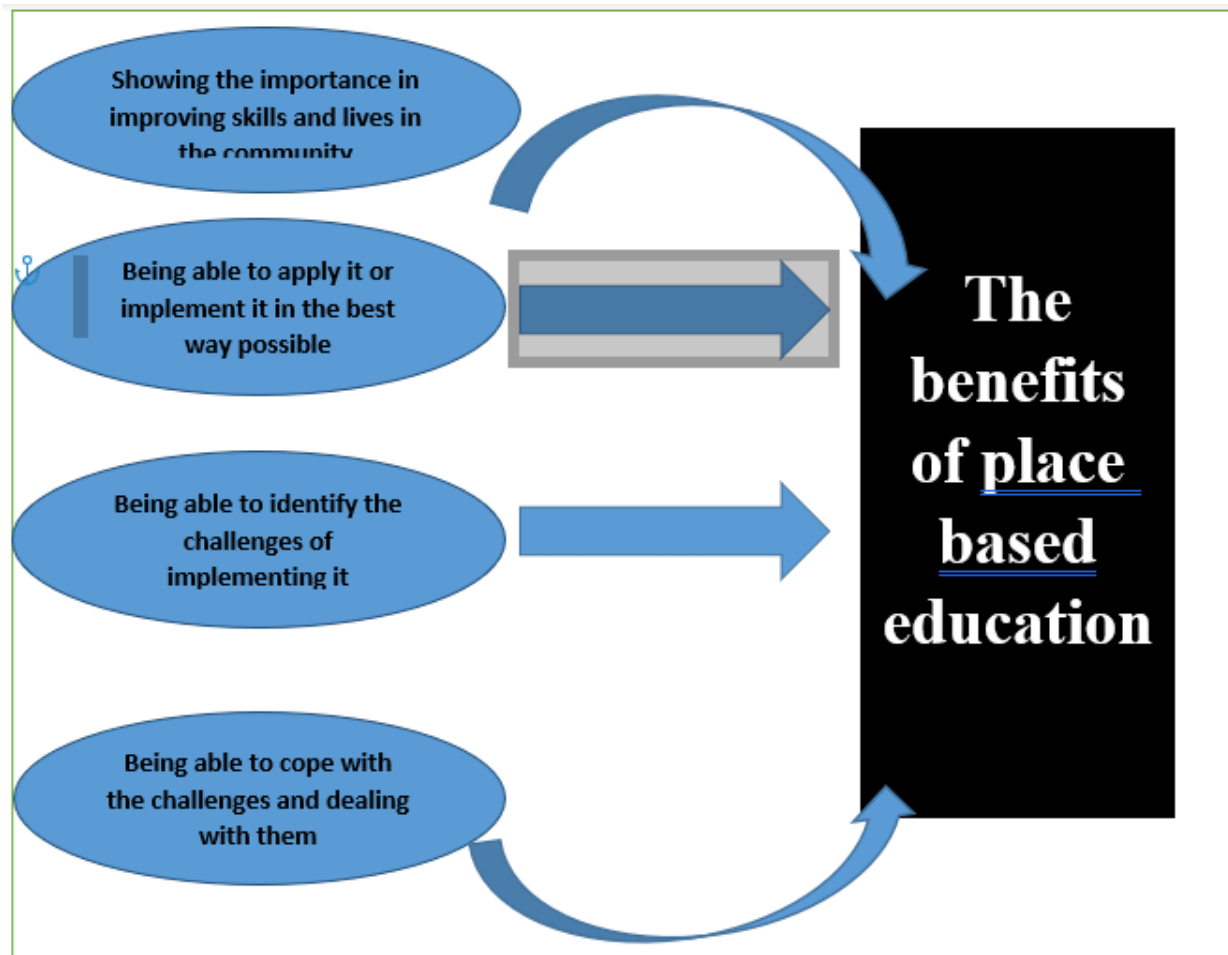 Showing the importance in
improving skills and lives in
the community
Being able to apply it or
implement it in the best
way possible
Being able to identify the
challenges of
implementing it
Being able to cope with
the challenges and dealing
with them
The
benefits
of place
based
education